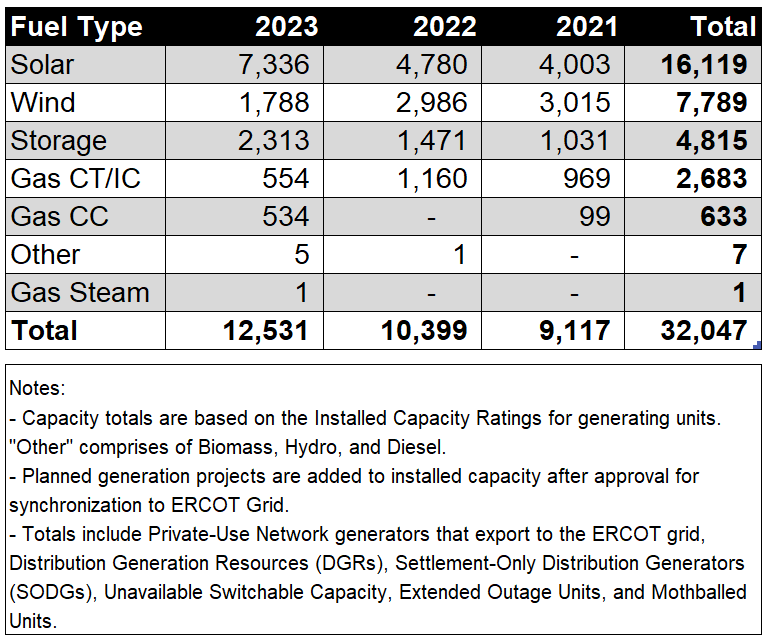 Fuel Type 2023 2022 2021 Total
Solar 7,336 4,780 4,003 16,119
Wind 1,788 2,986 3,015 7,789
Storage 2,313 1,471 1,031 4,815
Gas CT/IC 554 1,160 969 2,683
Gas CC 534 - 99 633
Other 5 1 - 7
Gas Steam 1 - - 1
Total 12,531 10,399 9,117 32,047
Notes:
- Capacity totals are based on the Installed Capacity Ratings for generating units.
"Other" comprises of Biomass, Hydro, and Diesel.
- Planned generation projects are added to installed capacity after approval for
synchronization to ERCOT Grid.
- Totals include Private-Use Network generators that export to the ERCOT grid,
Distribution Generation Resources (DGRs), Settlement-Only Distribution Generators
(SODGs), Unavailable Switchable Capacity, Extended Outage Units, and Mothballed
Units.